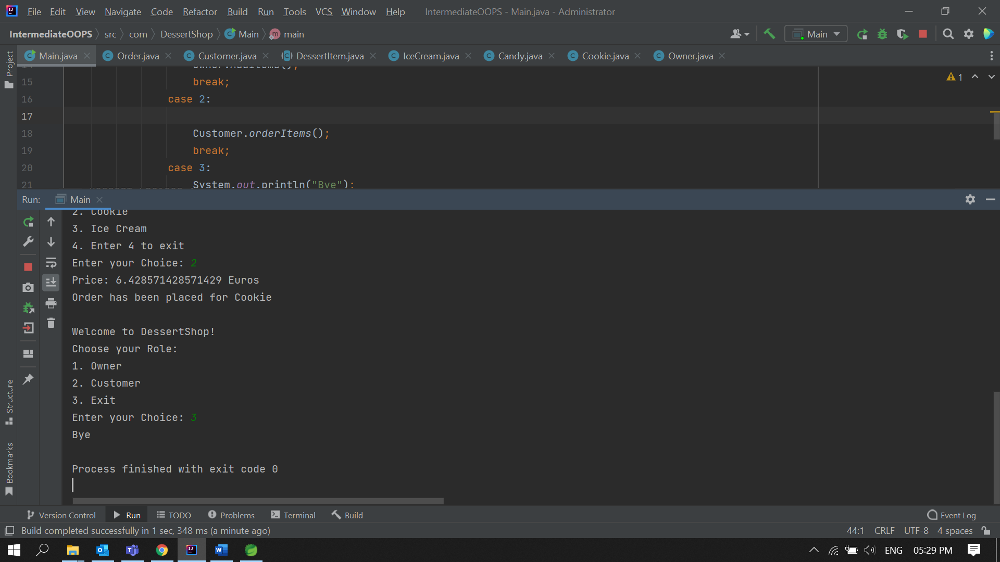 File Edit View Navigate Code Refactor Build Run Tools VCS Window Help IntermediateOOPS - Main.java - Administrator
IntermediateOOPS src com DessertShop Main main Main
Main.java Order.java Customer.java DessertItem.java IceCream.java Candy.java Cookie.java Owner.java
Project
1
15 break;
16 case 2:
17
18 Customer.orderItems();
19 break;
20 case 3:
21 System.out.println("Bye");
Run: Main
2. Cookie
3. Ice Cream
4. Enter 4 to exit
Enter your Choice: 2
Price: 6.428571428571429 Euros
Order has been placed for Cookie
Welcome to DessertShop!
Choose your Role:
1. Owner
2. Customer
3. Exit
Enter your Choice: 3
Bye
Process finished with exit code 0
Structure
Bookmarks
Version Control Run TODO Problems Terminal Build Event Log
Build completed successfully in 1 sec, 348 ms (a minute ago) 44:1 CRLF UTF-8 4 spaces
ENG 05:29 PM